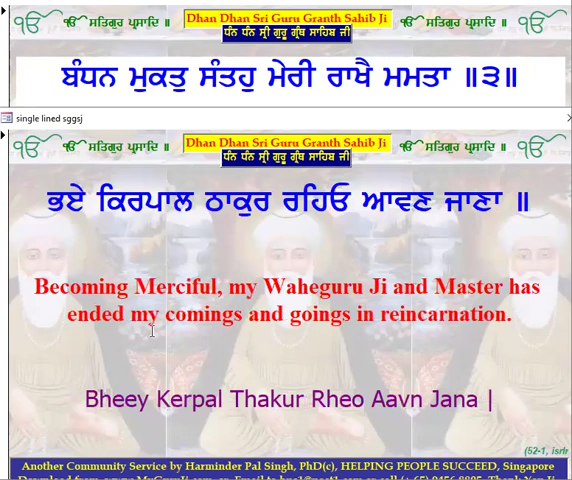 ੴ ਸਤਿਗੁਰ ਪ੍ਰਸਾਦਿ ॥ Dhan Dhan Sri Guru Granth Sahib Ji ੴ ਸਤਿਗੁਰ ਪ੍ਰਸਾਦਿ ॥
ਧੰਨ ਧੰਨ ਸ੍ਰੀ ਗੁਰੂ ਗ੍ਰੰਥ ਸਾਹਿਬ ਜੀ
ਬੰਧਨ ਮੁਕਤੁ ਸੰਤਹੁ ਮੇਰੀ ਰਾਖੈ ਮਮਤਾ ॥੩॥
single lined sggsj
ੴ ੴ ਸਤਿਗੁਰ ਪ੍ਰਸਾਦਿ ॥ Dhan Dhan Sri Guru Granth Sahib Ji ੴ ਸਤਿਗੁਰ ਪ੍ਰਸਾਦਿ ॥ ੴ
ਧੰਨ ਧੰਨ ਸ੍ਰੀ ਗੁਰੂ ਗ੍ਰੰਥ ਸਾਹਿਬ ਜੀ
ਭਏ ਕਿਰਪਾਲ ਠਾਕੁਰ ਰਹਿਓ ਆਵਣ ਜਾਣਾ ॥
Becoming Merciful, my Waheguru Ji and Master has
ended my comings and goings in reincarnation.
Bheey Kerpal Thakur Rheo Aavn Jana |
(52-1, isrIr
Another Community Service by Harminder Pal Singh, PhD(c), HELPING PEOPLE SUCCEED, Singapore